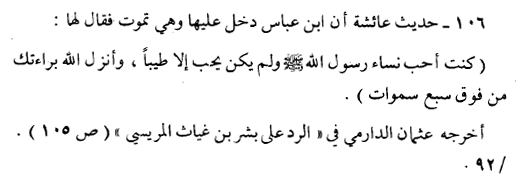 ١٠٦ ـ حديث عائشة أن ابن عباس دخل عليها وهي تموت فقال لها :
( كنت أحب نساء رسول الله ﷺ ولم يكن يحب إلا طيباً ، وأنزل الله براءتك
من فوق سبع سموات ) .
أخرجه عثمان الدارمي في « الرد على بشر بن غياث المريسي » ( ص ١٠٥ ) .
/ ٩٢ .